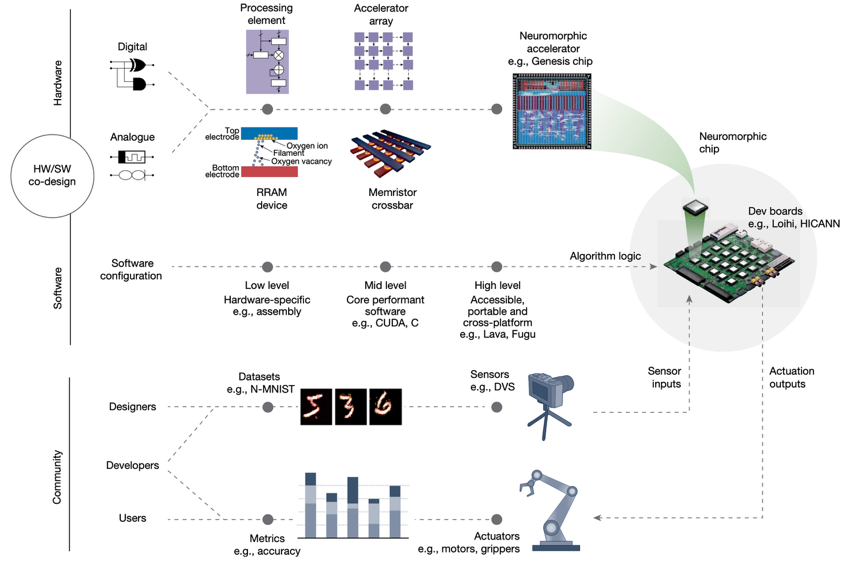 Processing
element
Accelerator
array
Digital
Neuromorphic
accelerator
e.g., Genesis chip
Hardware
Analogue
Top
electrode
Oxygen ion
Filament
Oxygen vacancy
Bottom
electrode
RRAM
device
Memristor
crossbar
Neuromorphic
chip
HW/SW
co-design
Dev boards
e.g., Loihi, HICANN
Software
Software
configuration
Algorithm logic
Low level
Hardware-specific
e.g., assembly
Mid level
Core performant
software
e.g., CUDA, C
High level
Accessible,
portable and
cross-platform
e.g., Lava, Fugu
Sensor
inputs
Actuation
outputs
Community
Designers
Datasets
e.g., N-MNIST
5 3 6
Sensors
e.g., DVS
Developers
Users
Metrics
e.g., accuracy
Actuators
e.g., motors, grippers